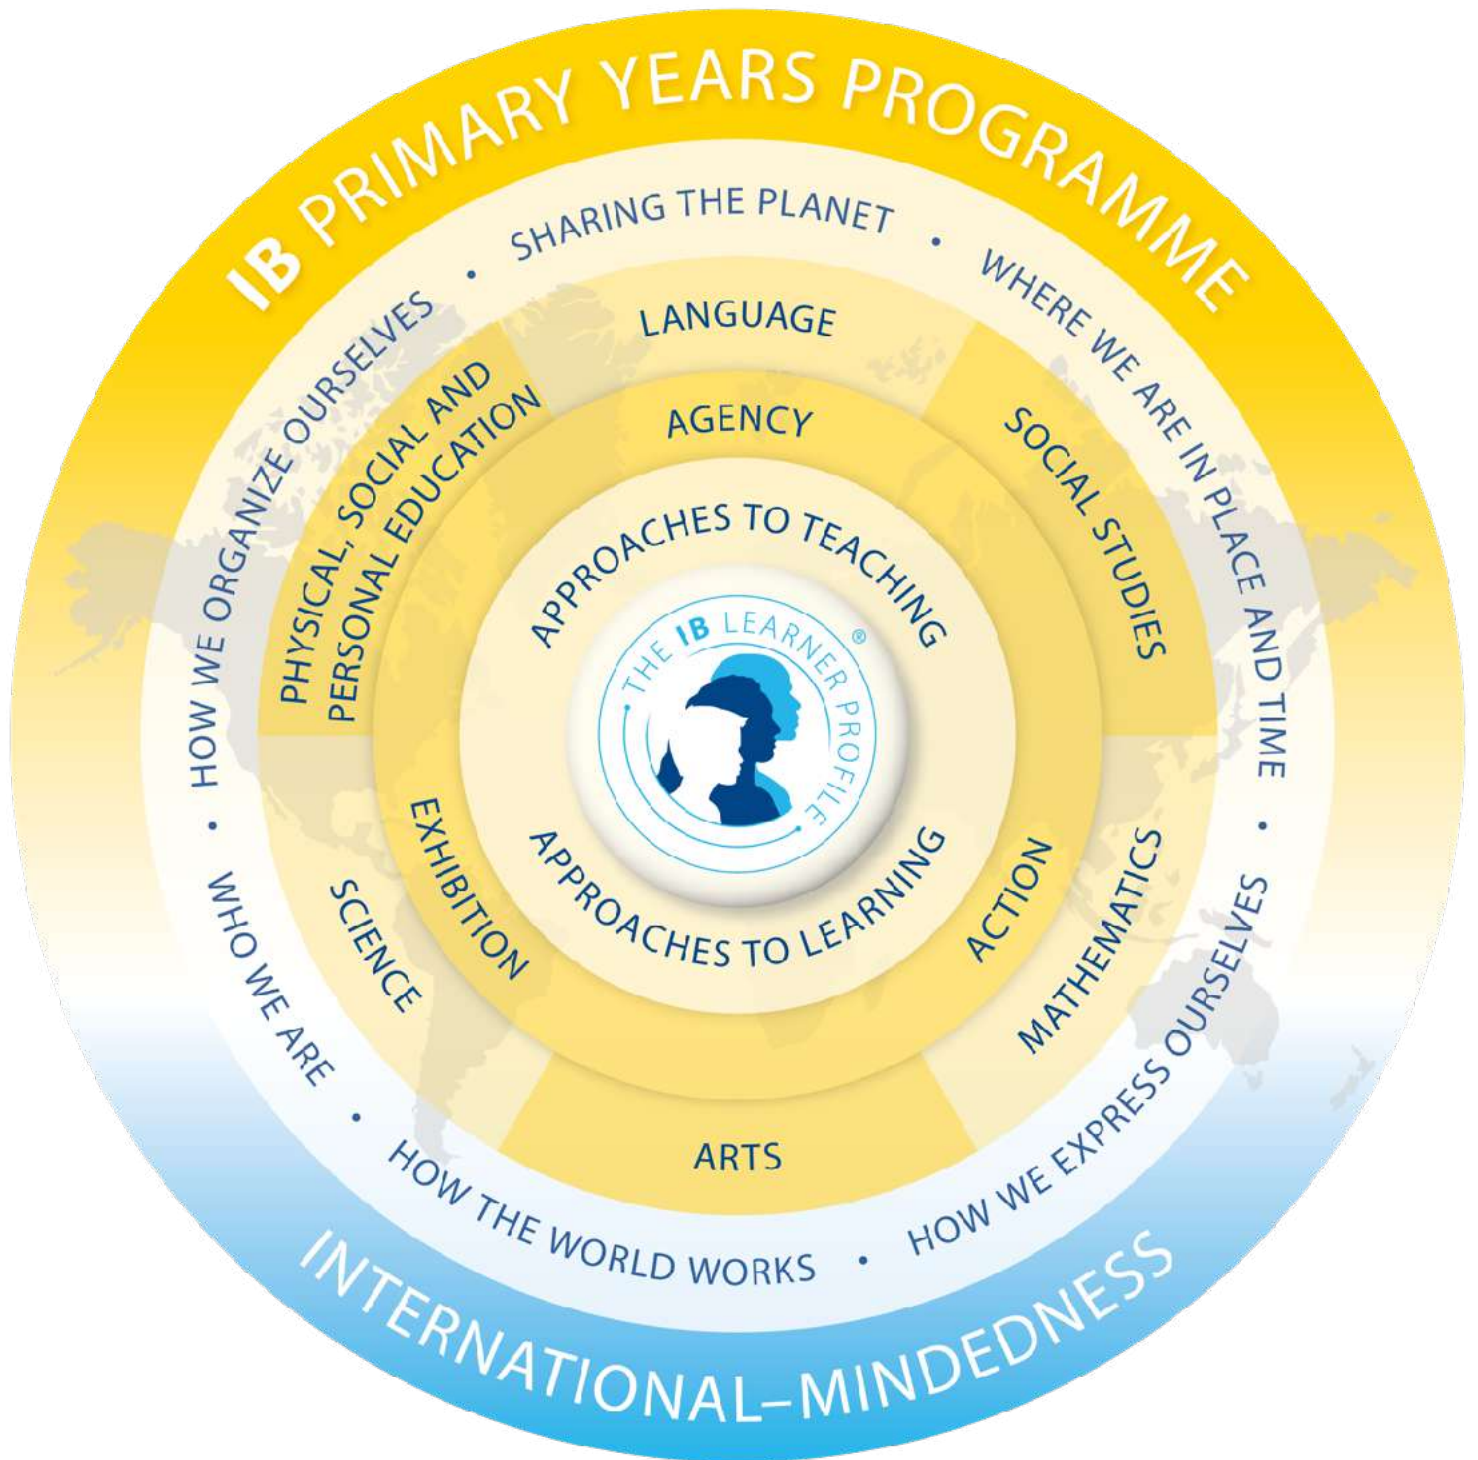 IB PRIMARY YEARS PROGRAMME
SHARING THE PLANET
•
WHERE WE ARE IN PLACE AND TIME
•
HOW WE EXPRESS OURSELVES
•
HOW THE WORLD WORKS
•
WHO WE ARE
•
HOW WE ORGANIZE OURSELVES
•
LANGUAGE
SOCIAL STUDIES
MATHEMATICS
ARTS
SCIENCE
PHYSICAL, SOCIAL AND
PERSONAL EDUCATION
AGENCY
ACTION
EXHIBITION
APPROACHES TO TEACHING
THE IB LEARNER PROFILE ®
APPROACHES TO LEARNING
INTERNATIONAL–MINDEDNESS